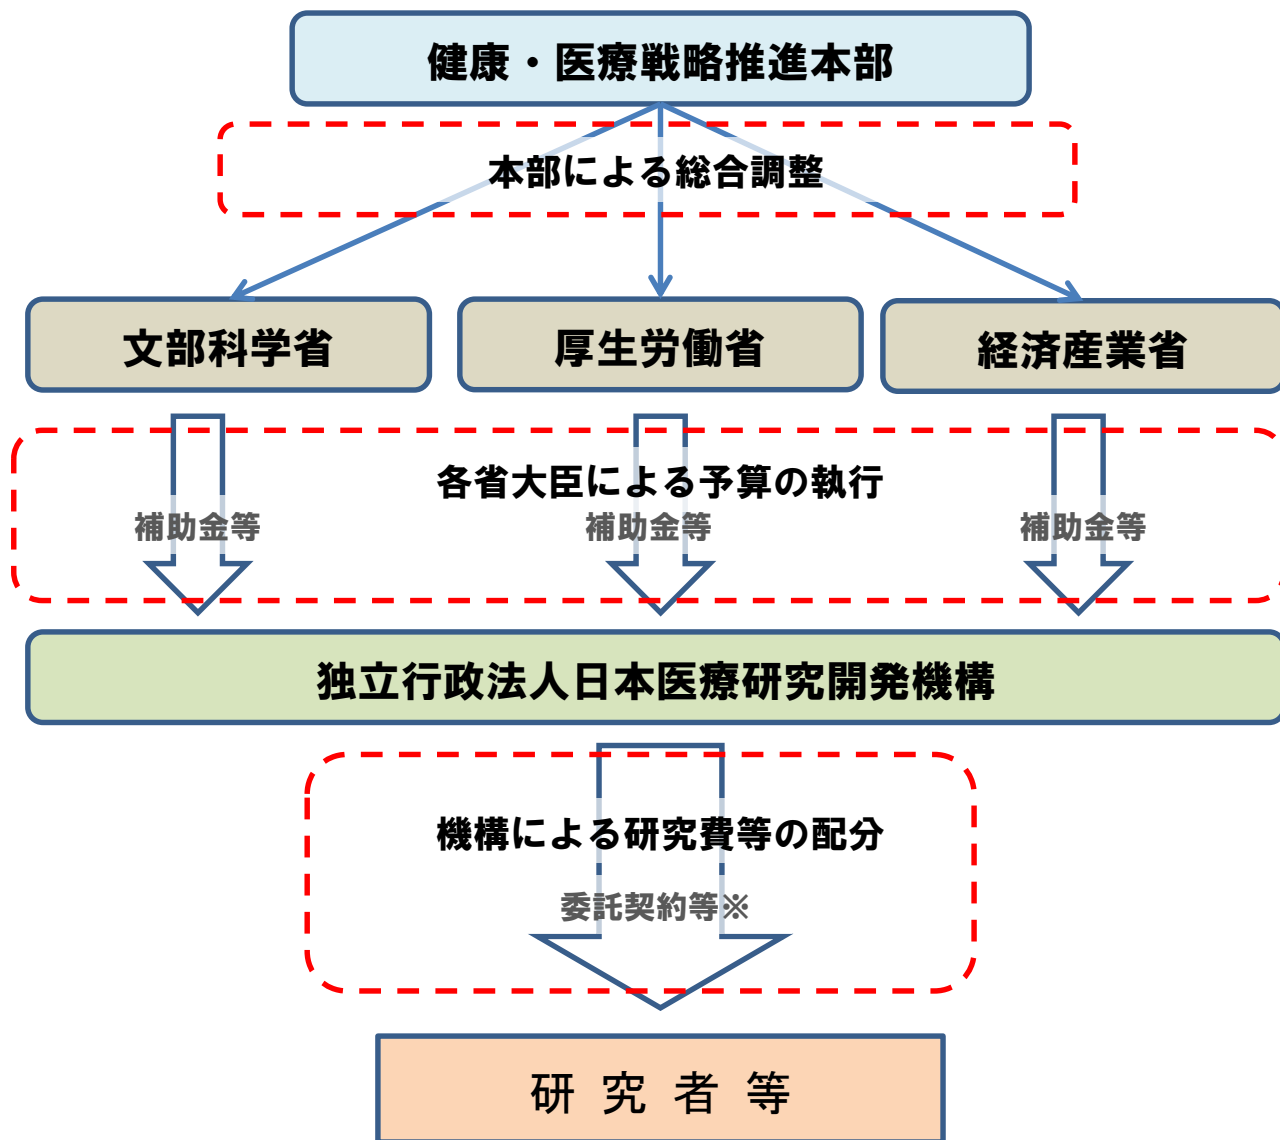 健康・医療戦略推進本部
本部による総合調整
文部科学省
厚生労働省
経済産業省
各省大臣による予算の執行
補助金等
補助金等
補助金等
独立行政法人日本医療研究開発機構
機構による研究費等の配分
委託契約等※
研究者等